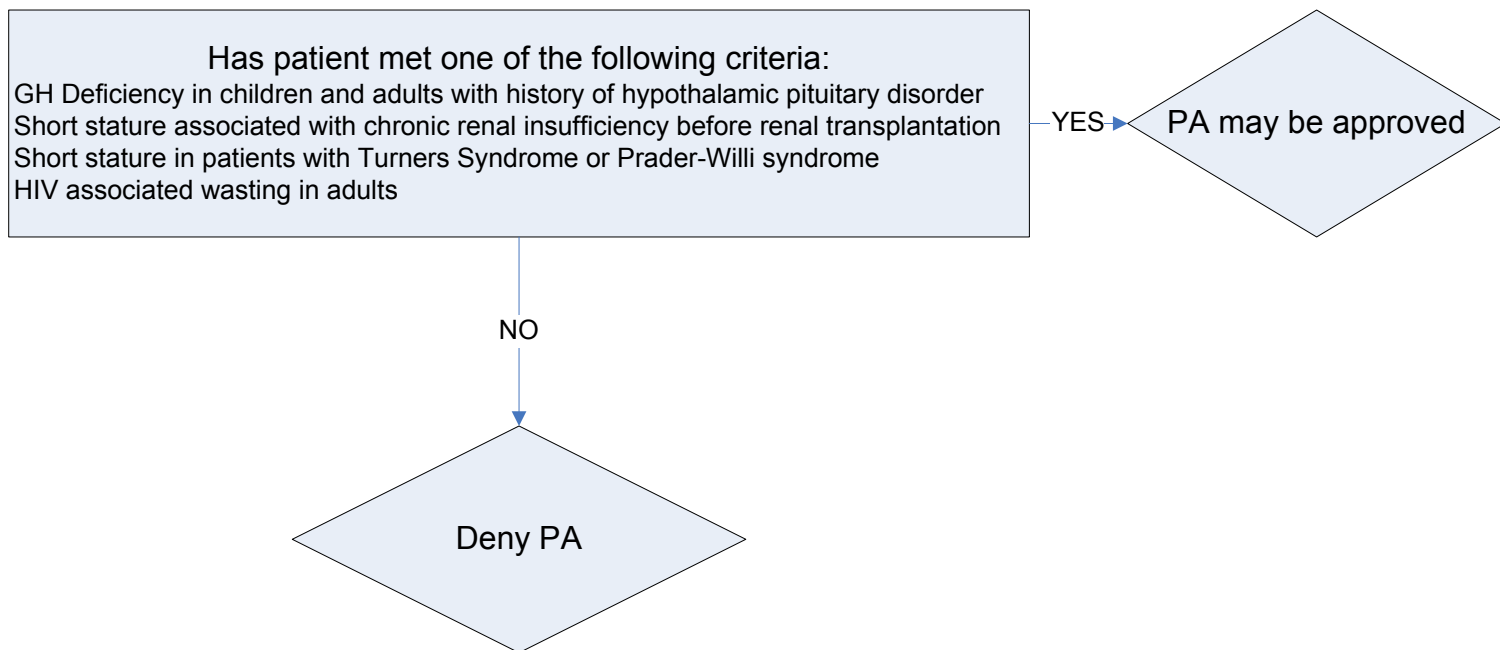 Has patient met one of the following criteria:
GH Deficiency in children and adults with history of hypothalamic pituitary disorder
Short stature associated with chronic renal insufficiency before renal transplantation
Short stature in patients with Turners Syndrome or Prader-Willi syndrome
HIV associated wasting in adults
YES
PA may be approved
NO
Deny PA